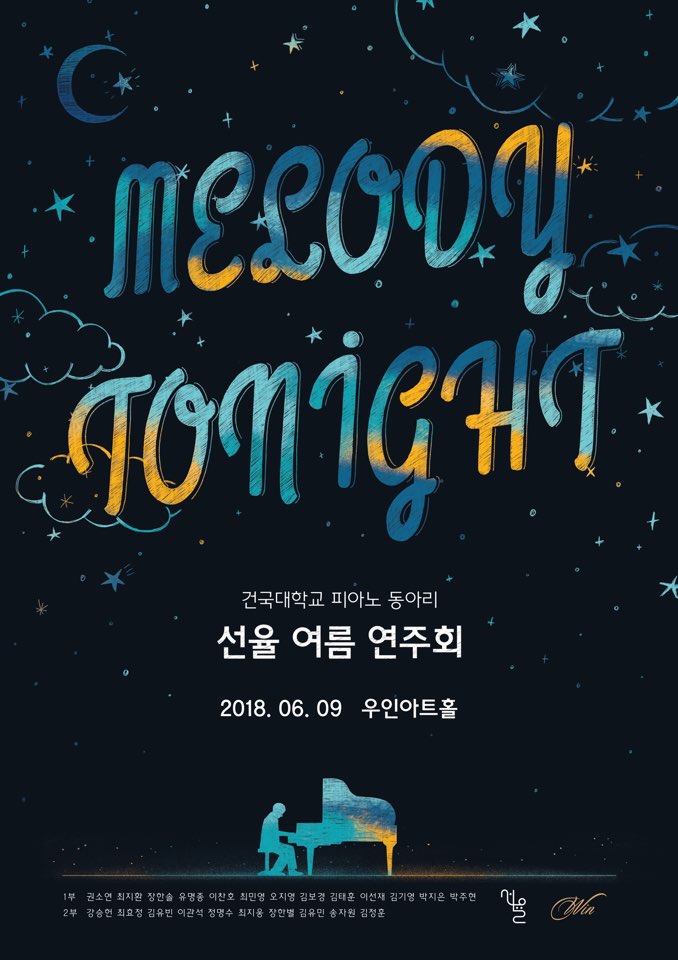 MELODY
TONIGHT
건국대학교 피아노 동아리
선율 여름 연주회
2018. 06. 09 우인아트홀
1부 권소연 최지환 장한솔 유명종 이찬호 최민영 오지명 김보경 김태훈 이선재 김기영 박지은 박주현
2부 강승현 최효정 김유빈 이관석 정명수 최지웅 장한별 김유민 송자원 김정훈
선율
Win